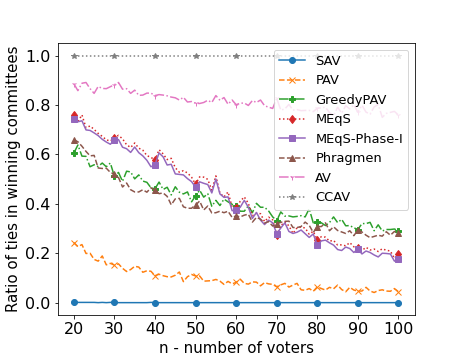 Ratio of ties in winning committees
1.0
0.8
0.6
0.4
0.2
0.0
SAV
PAV
GreedyPAV
MEqS
MEqS-Phase-I
Phragmen
AV
CCAV
20 30 40 50 60 70 80 90 100
n - number of voters